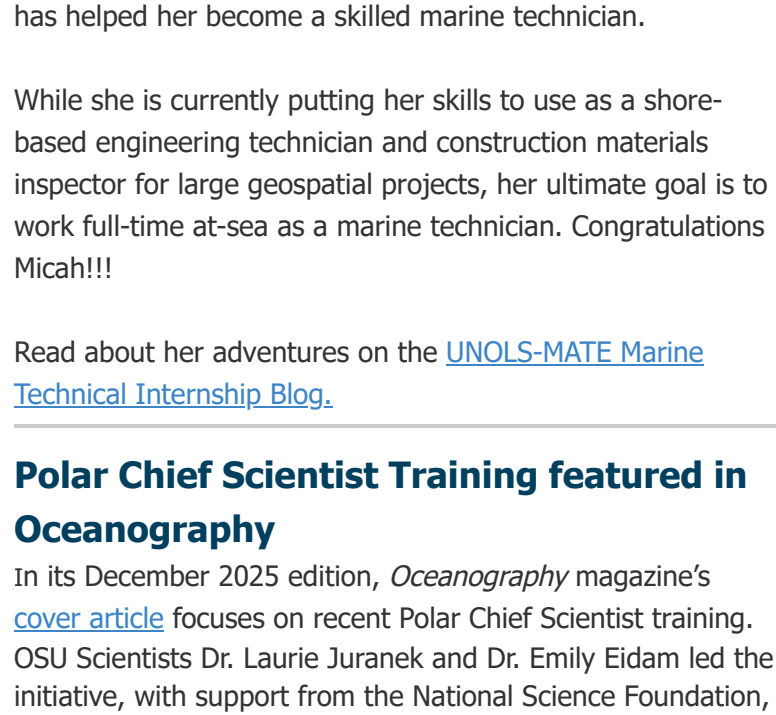 has helped her become a skilled marine technician.
While she is currently putting her skills to use as a shore-
based engineering technician and construction materials
inspector for large geospatial projects, her ultimate goal is to
work full-time at-sea as a marine technician. Congratulations
Micah!!!
Read about her adventures on the UNOLS-MATE Marine
Technical Internship Blog.
Polar Chief Scientist Training featured in
Oceanography
In its December 2025 edition, Oceanography magazine’s
cover article focuses on recent Polar Chief Scientist training.
OSU Scientists Dr. Laurie Juranek and Dr. Emily Eidam led the
initiative, with support from the National Science Foundation,